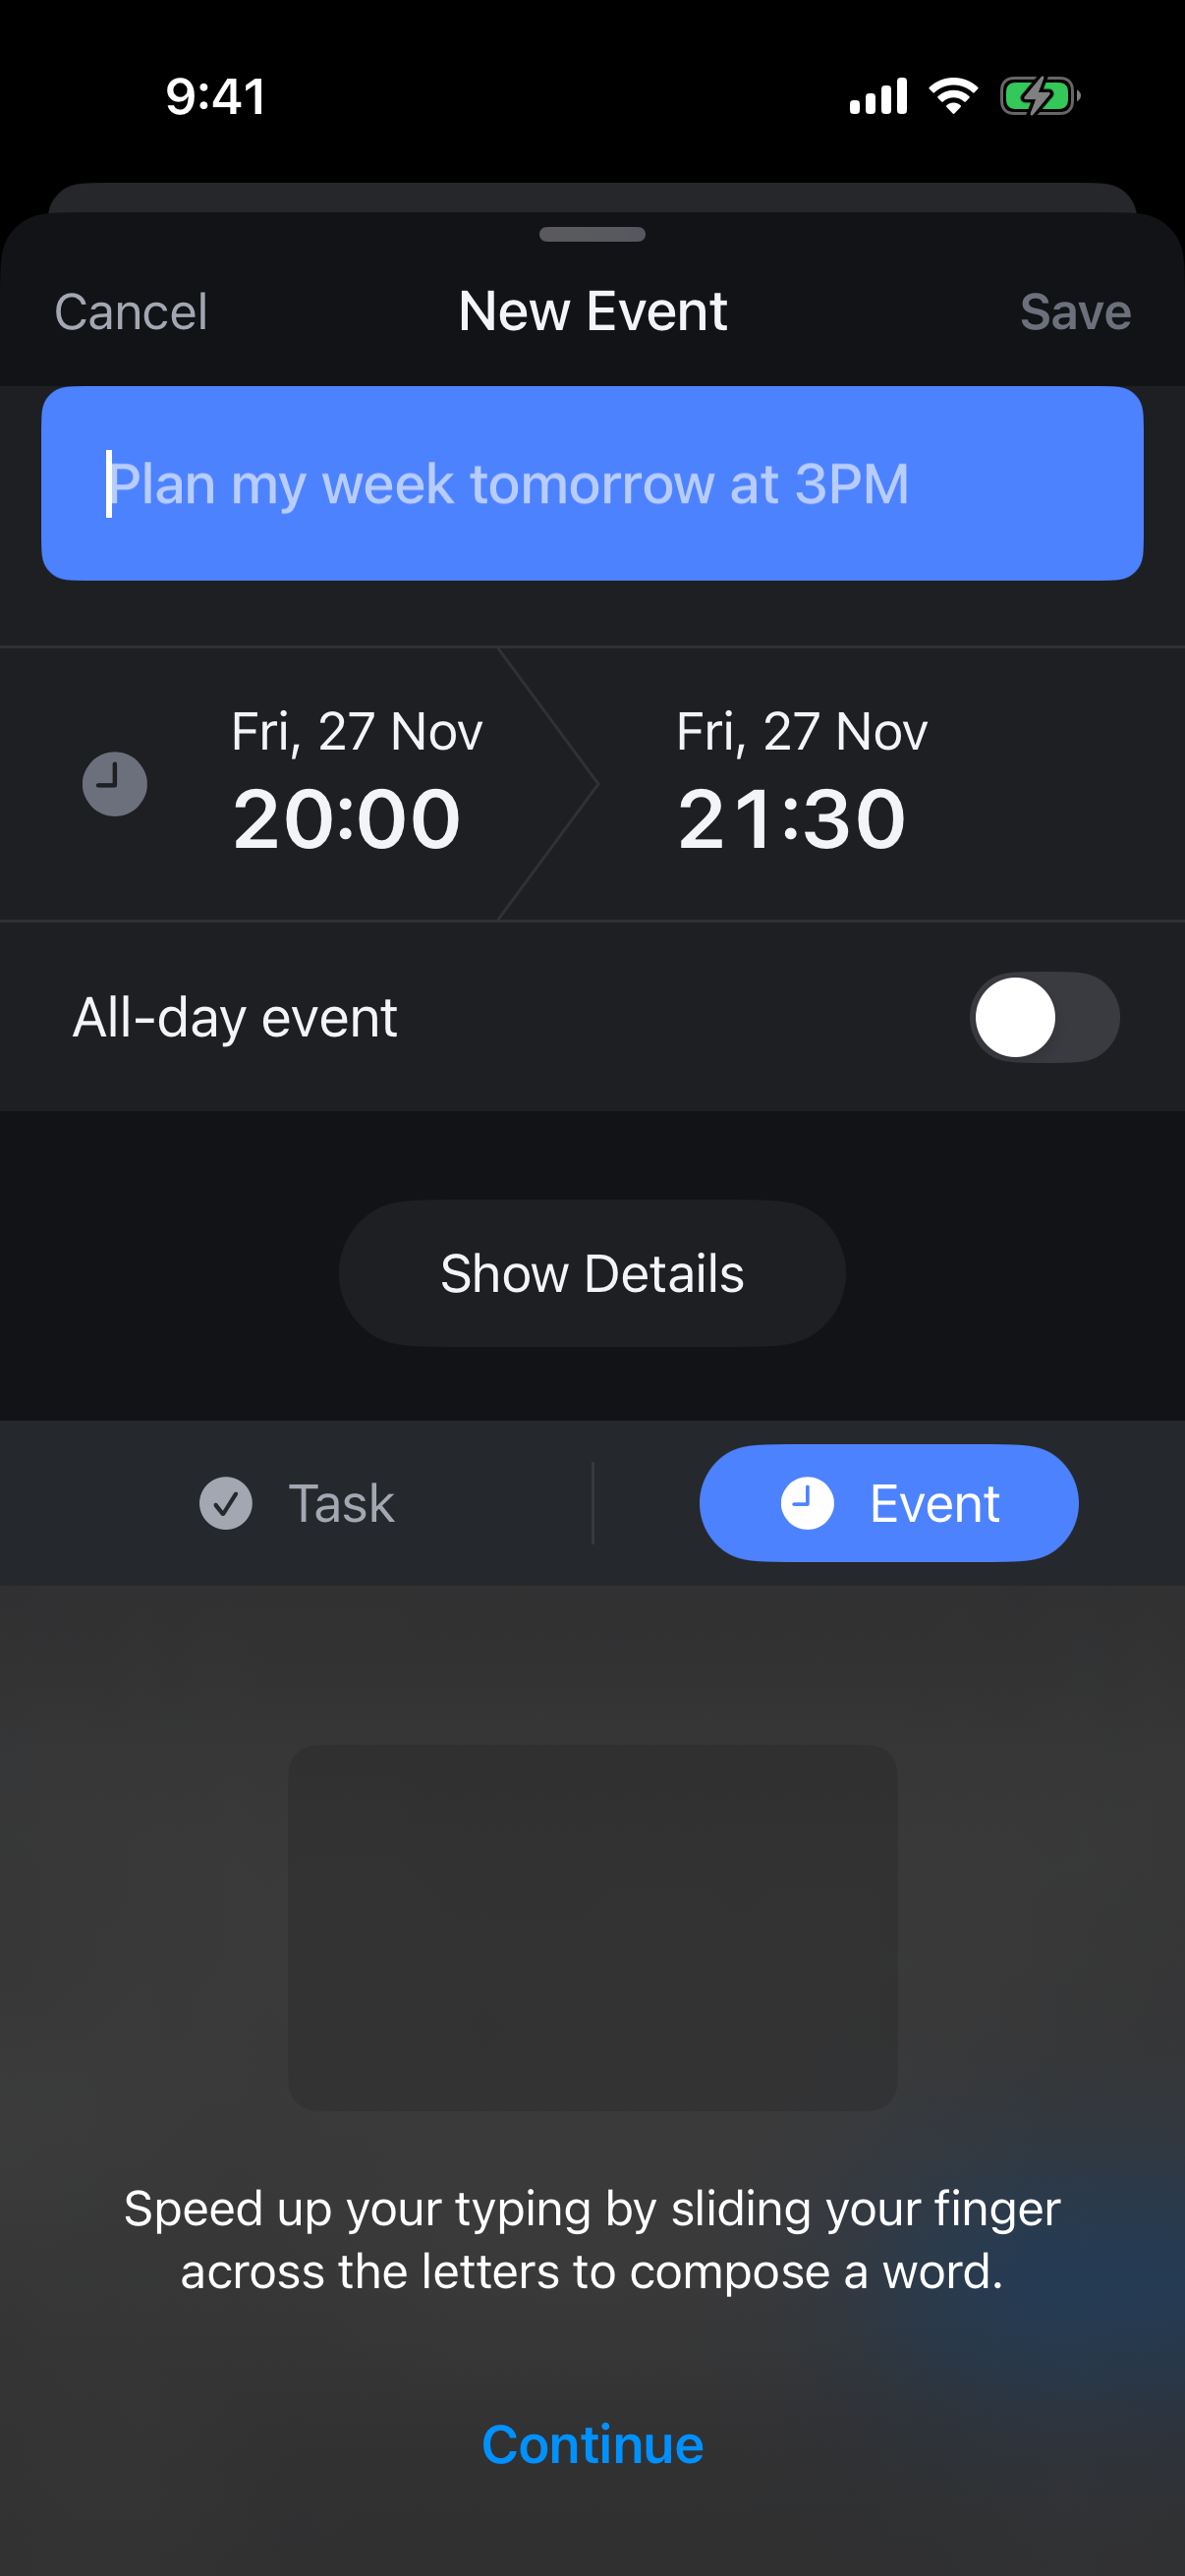 9:41
Cancel New Event Save
Plan my week tomorrow at 3PM
Fri, 27 Nov Fri, 27 Nov
20:00 21:30
All-day event
Show Details
Task Event
Speed up your typing by sliding your finger
across the letters to compose a word.
Continue